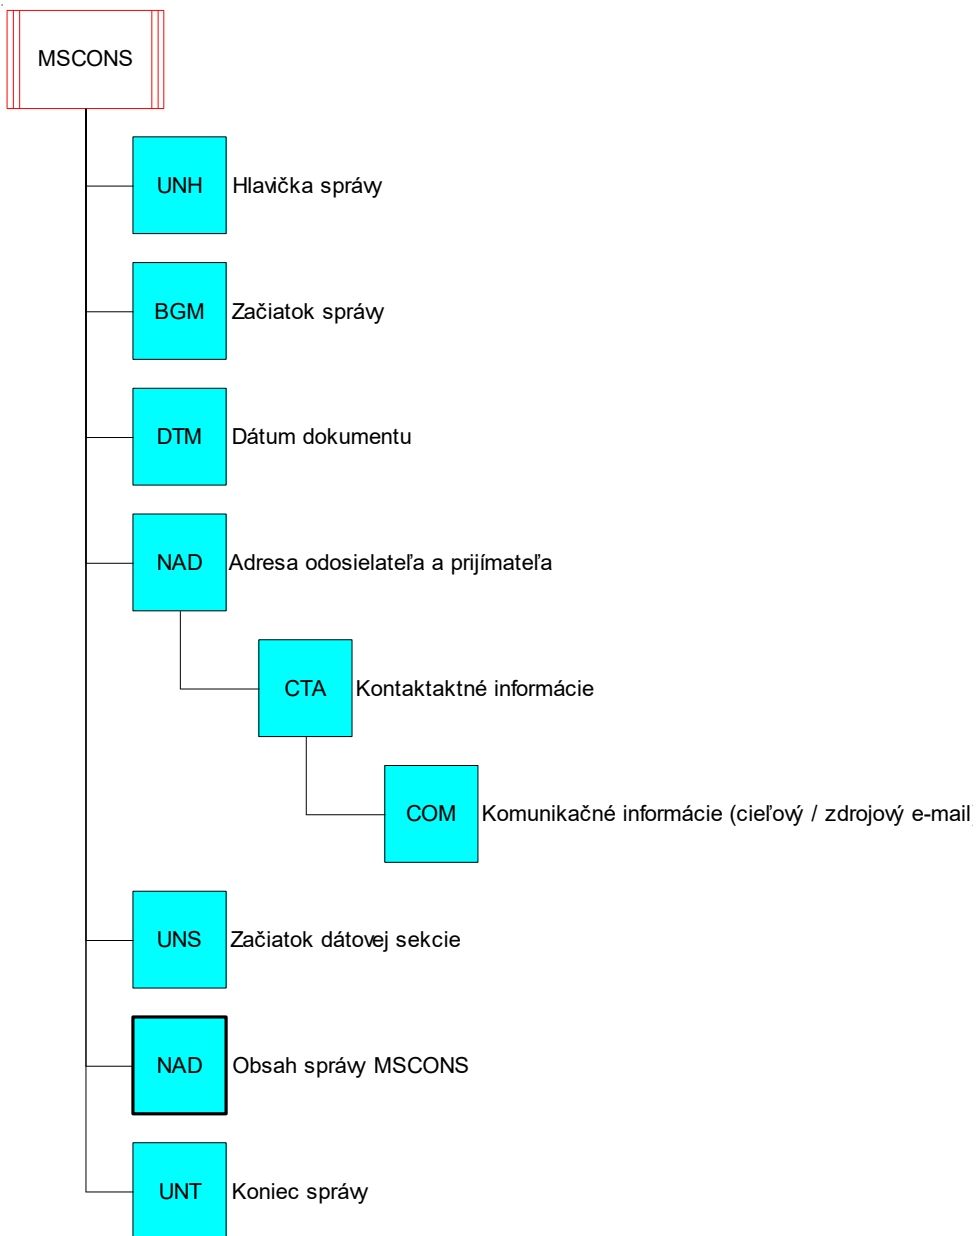 MSCONS
UNH Hlavička správy
BGM Začiatok správy
DTM Dátum dokumentu
NAD Adresa odosielateľa a prijímateľa
CTA Kontaktaktné informácie
COM Komunikačné informácie (cieľový / zdrojový e-mail)
UNS Začiatok dátovej sekcie
NAD Obsah správy MSCONS
UNT Koniec správy